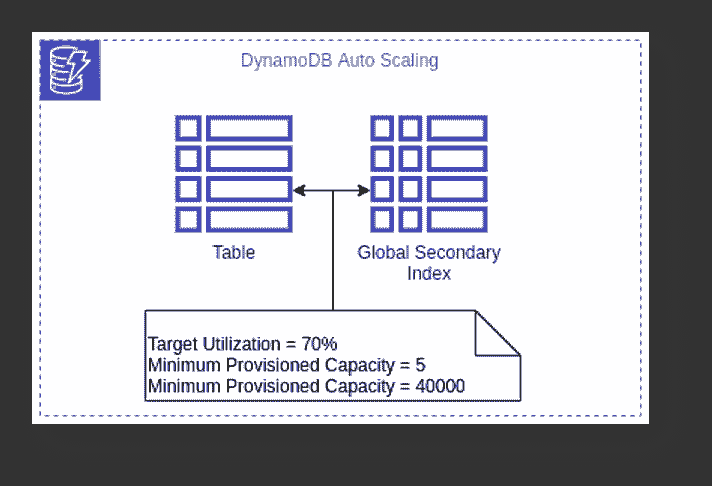 DynamoDB Auto Scaling
Table
Global Secondary
Index
Target Utilization = 70%
Minimum Provisioned Capacity = 5
Minimum Provisioned Capacity = 40000